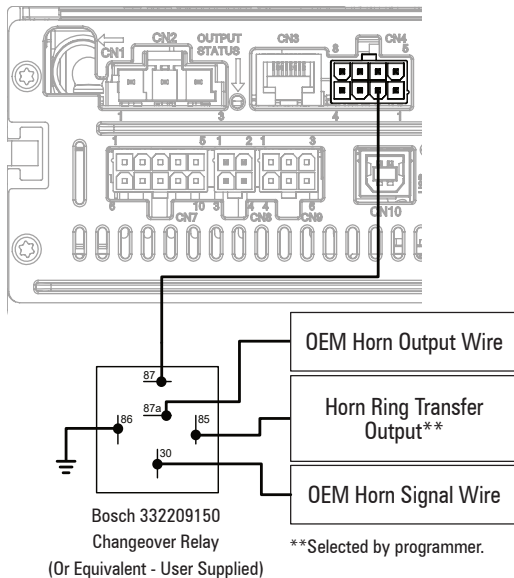 CN1
CN2
OUTPUT
STATUS
CN3
CN4
8
5
1
3
4
1
1
5
1
2
1
3
6
10
3
4
4
6
CN7
CN8
CN9
CN10
87
87a
86
85
30
OEM Horn Output Wire
Horn Ring Transfer
Output**
OEM Horn Signal Wire
Bosch 332209150
Changeover Relay
(Or Equivalent - User Supplied)
**Selected by programmer.